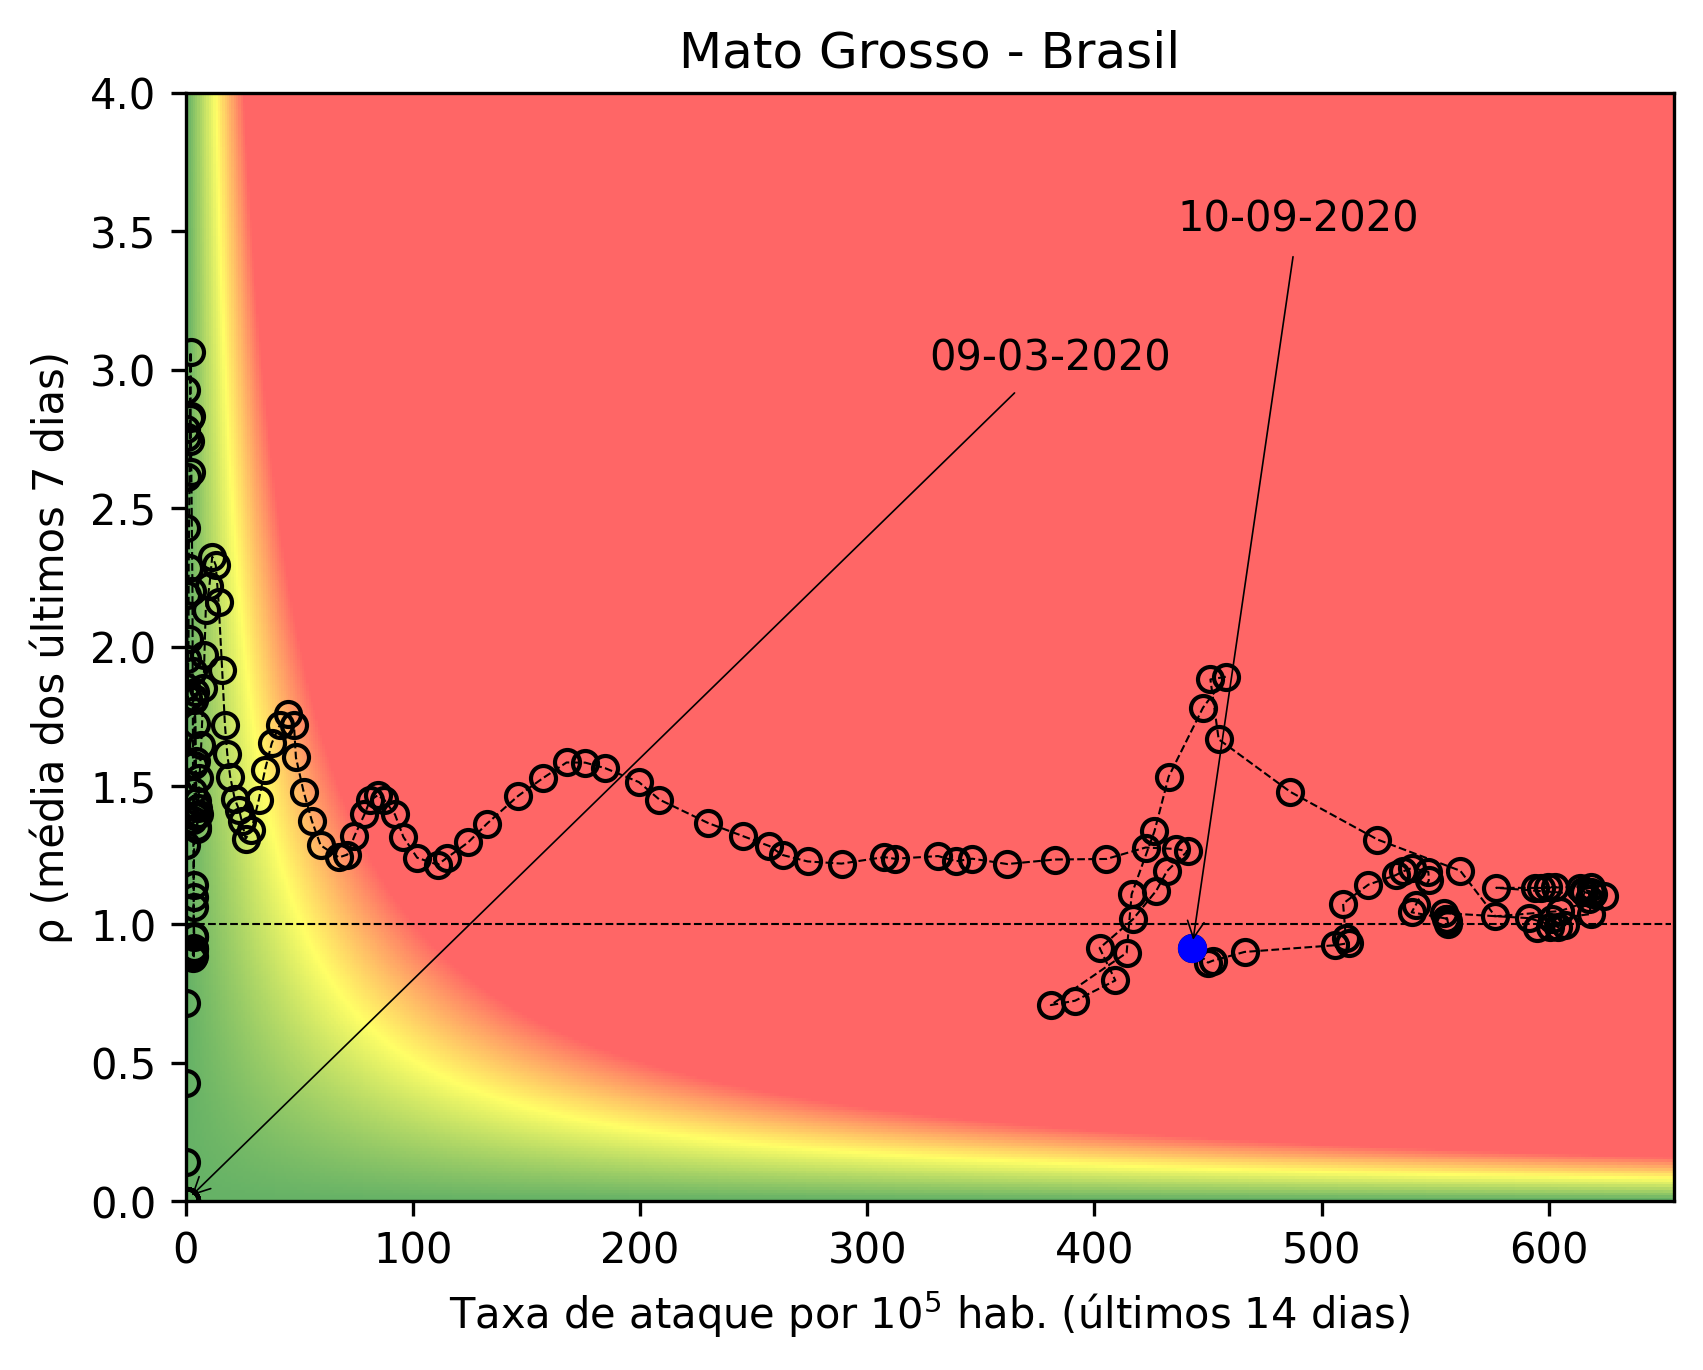 Mato Grosso - Brasil
4.0
3.5
3.0
2.5
2.0
1.5
1.0
0.5
0.0
ρ (média dos últimos 7 dias)
10-09-2020
09-03-2020
0 100 200 300 400 500 600
Taxa de ataque por 10⁵ hab. (últimos 14 dias)